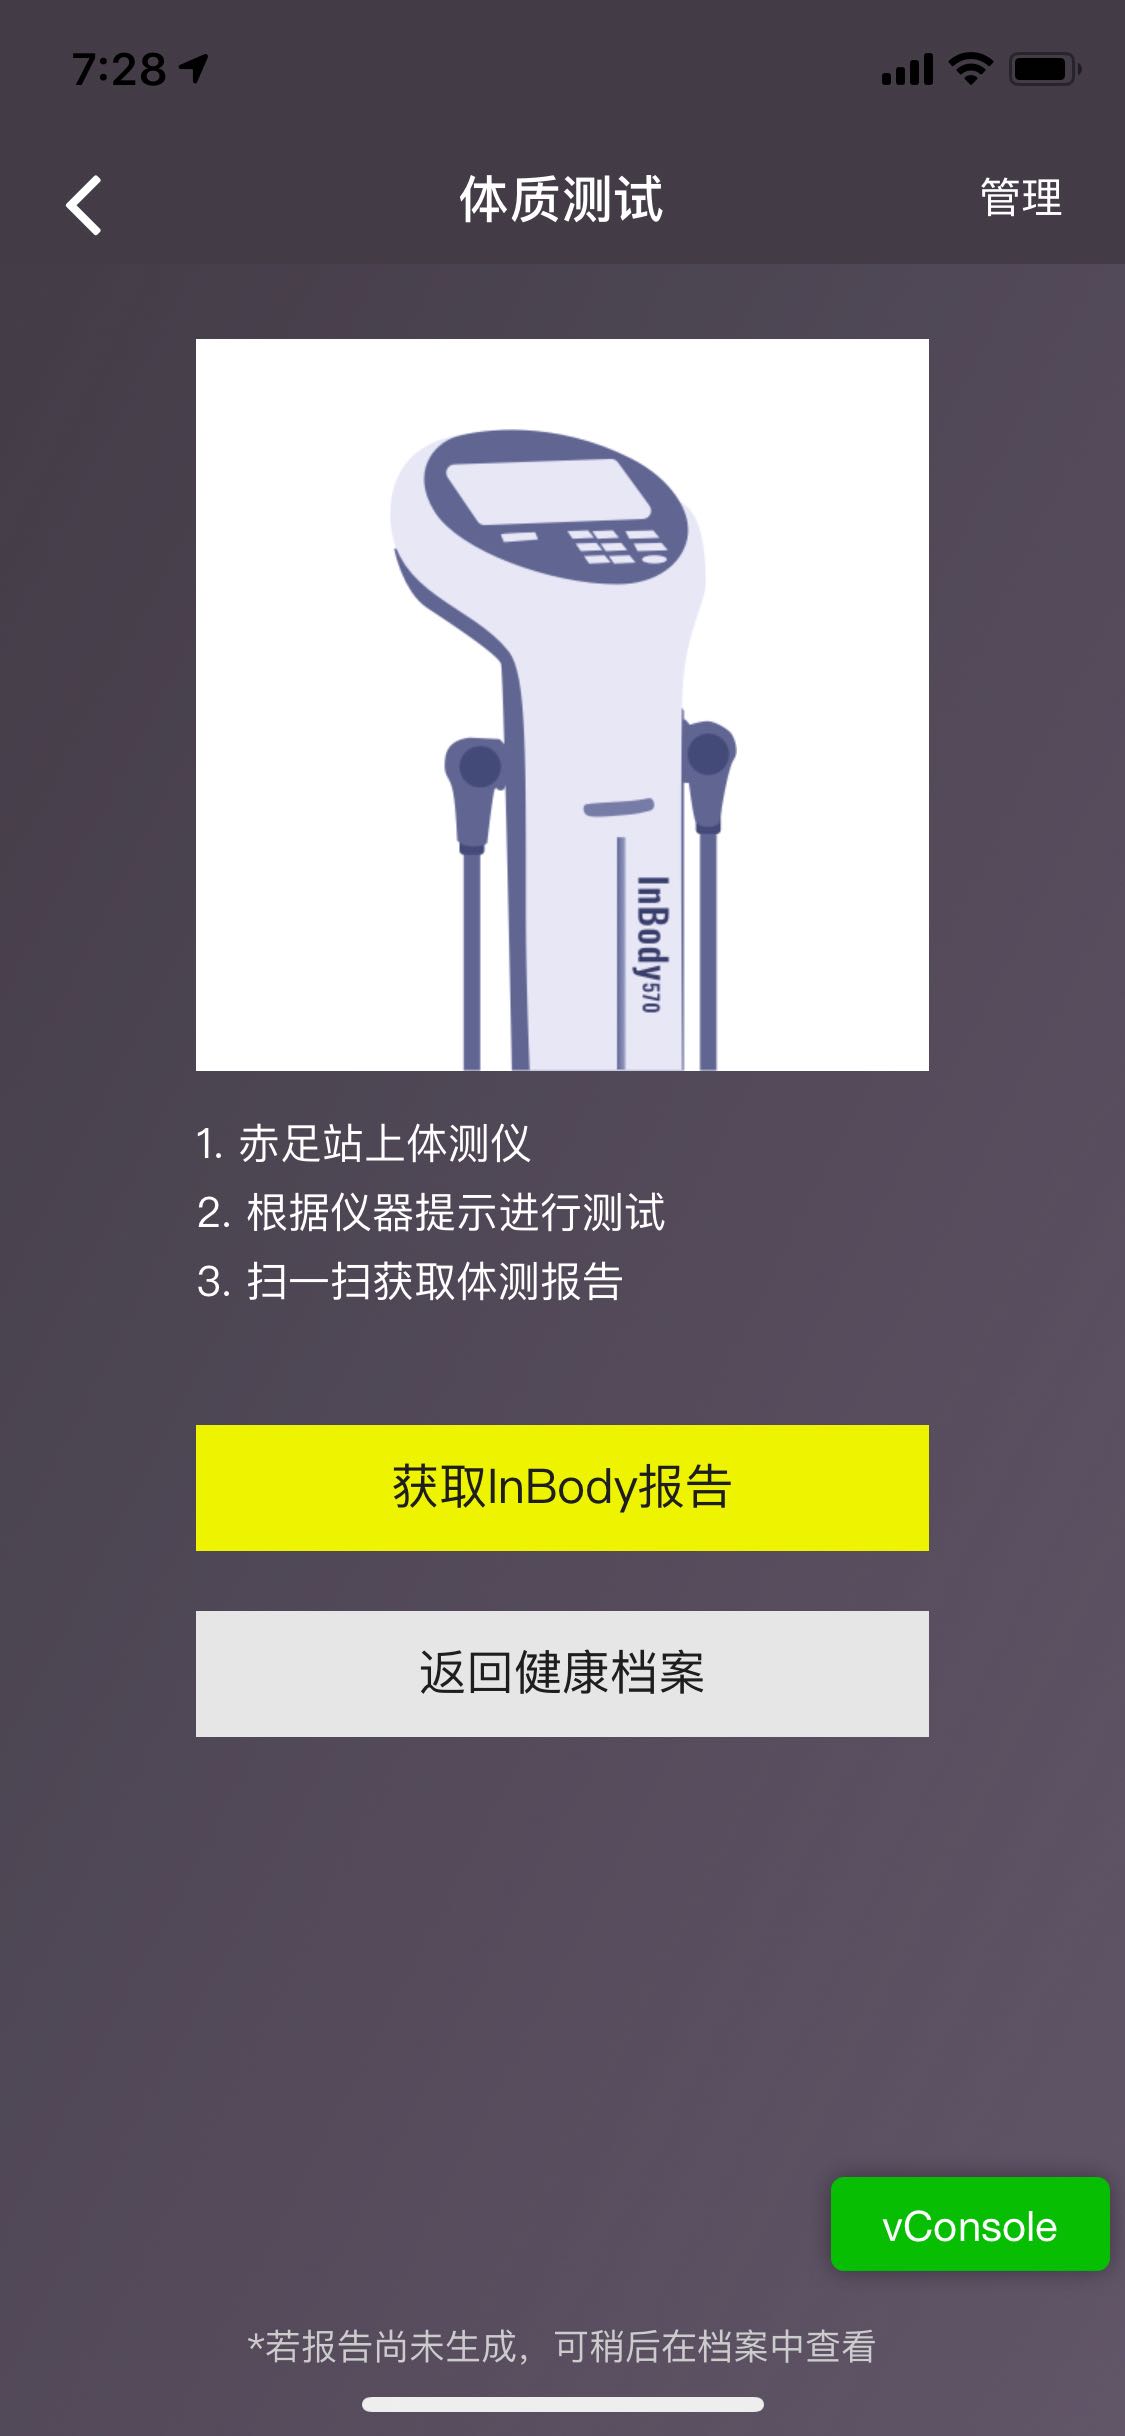 7:28
体质测试
管理
InBody570
1. 赤足站上体测仪
2. 根据仪器提示进行测试
3. 扫一扫获取体测报告
获取InBody报告
返回健康档案
vConsole
*若报告尚未生成，可稍后在档案中查看